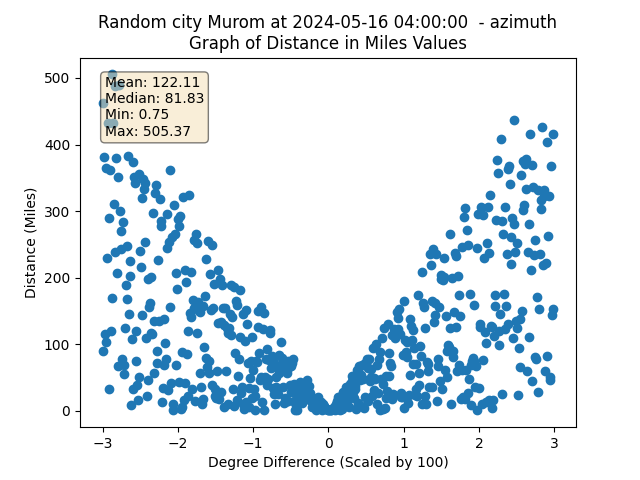 Random city Murom at 2024-05-16 04:00:00  - azimuth
Graph of Distance in Miles Values
Mean: 122.11
Median: 81.83
Min: 0.75
Max: 505.37
Distance (Miles)
500
400
300
200
100
0
−3 −2 −1 0 1 2 3
Degree Difference (Scaled by 100)